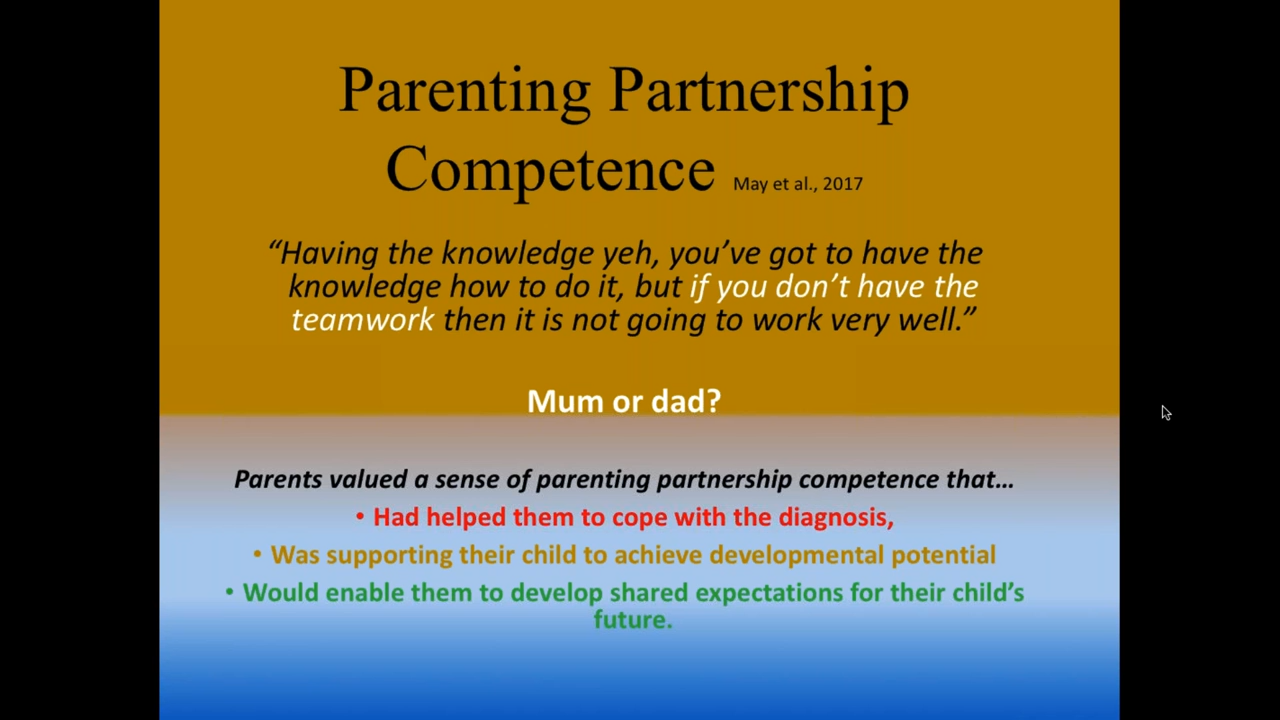 Parenting Partnership
Competence May et al., 2017
“Having the knowledge yeh, you’ve got to have the
knowledge how to do it, but if you don’t have the
teamwork then it is not going to work very well.”
Mum or dad?
Parents valued a sense of parenting partnership competence that…
• Had helped them to cope with the diagnosis,
• Was supporting their child to achieve developmental potential
• Would enable them to develop shared expectations for their child’s
future.